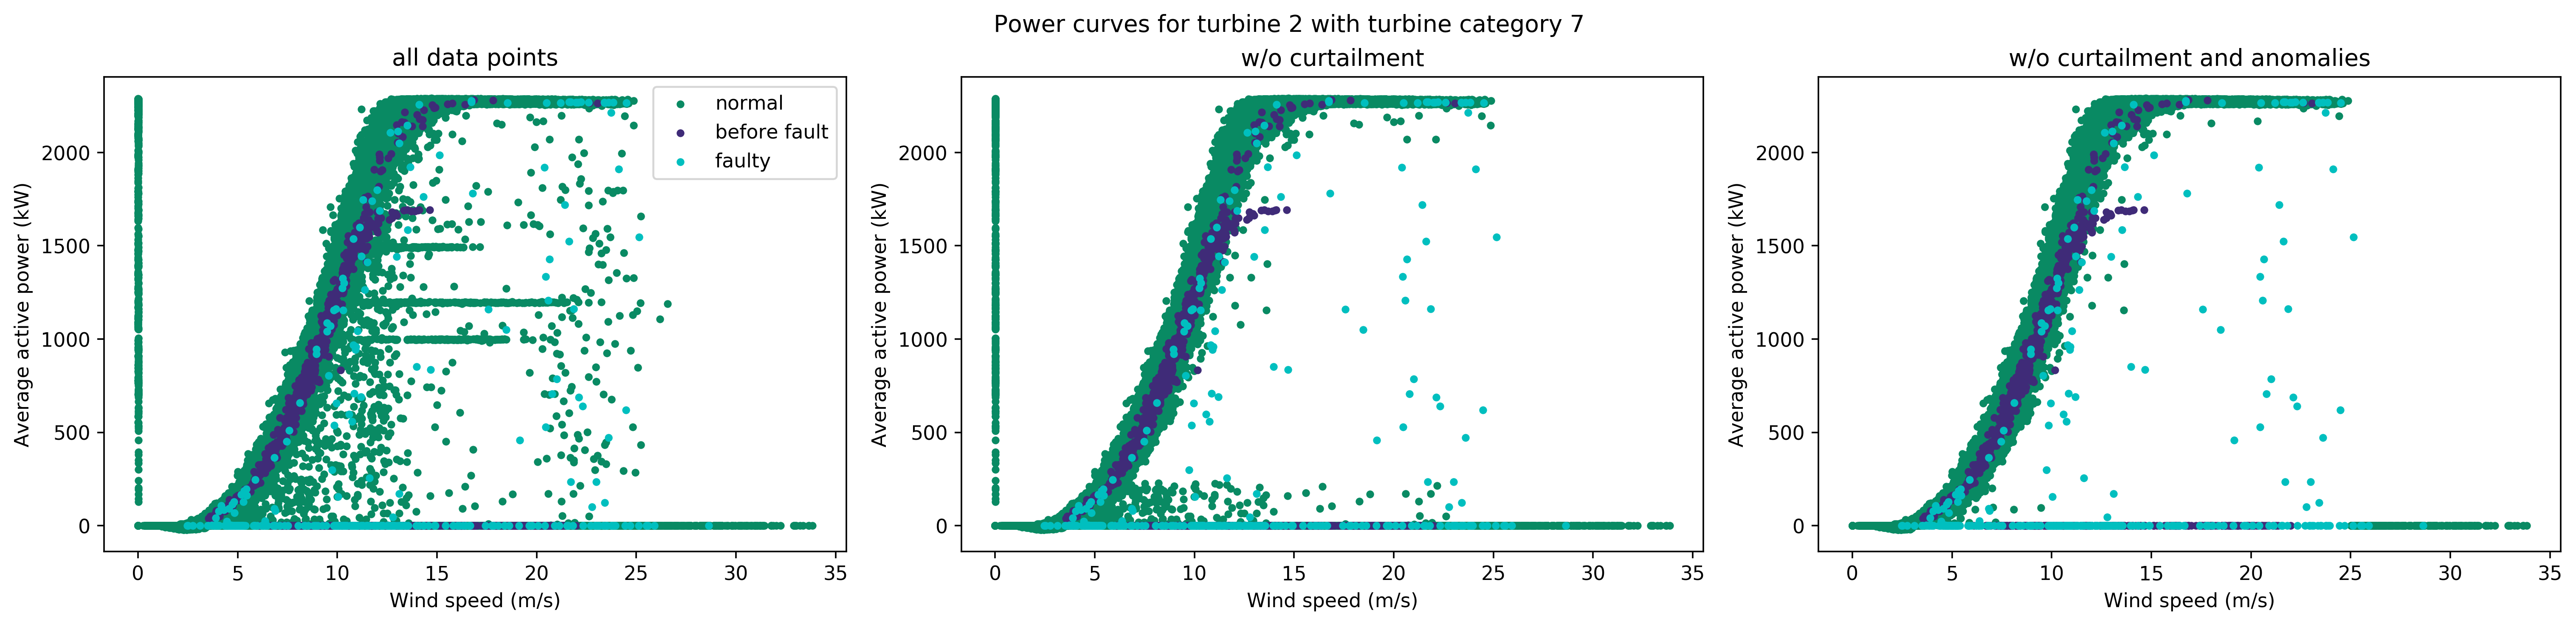 Power curves for turbine 2 with turbine category 7
all data points
normal
before fault
faulty
Average active power (kW)
2000
1500
1000
500
0
0 5 10 15 20 25 30 35
Wind speed (m/s)
w/o curtailment
Average active power (kW)
2000
1500
1000
500
0
0 5 10 15 20 25 30 35
Wind speed (m/s)
w/o curtailment and anomalies
Average active power (kW)
2000
1500
1000
500
0
0 5 10 15 20 25 30 35
Wind speed (m/s)